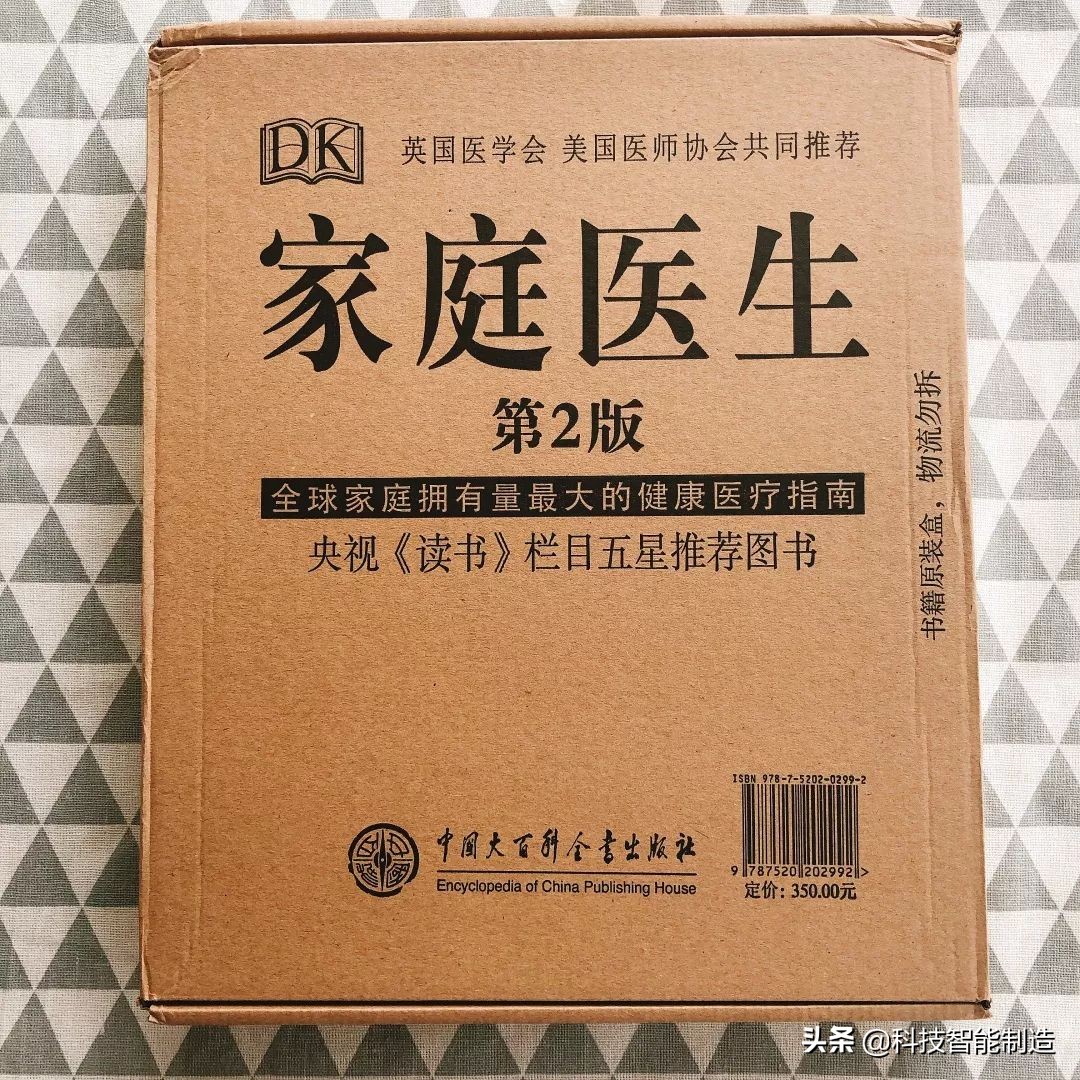 DK
英国医学会 美国医师协会共同推荐
家庭医生
第2版
全球家庭拥有量最大的健康医疗指南
央视《读书》栏目五星推荐图书
书籍原装盒，物流勿拆
ISBN 978-7-5202-0299-2
9 787520 202992 >
定价：350.00元
中国大百科全书出版社
Encyclopedia of China Publishing House
头条 @科技智能制造